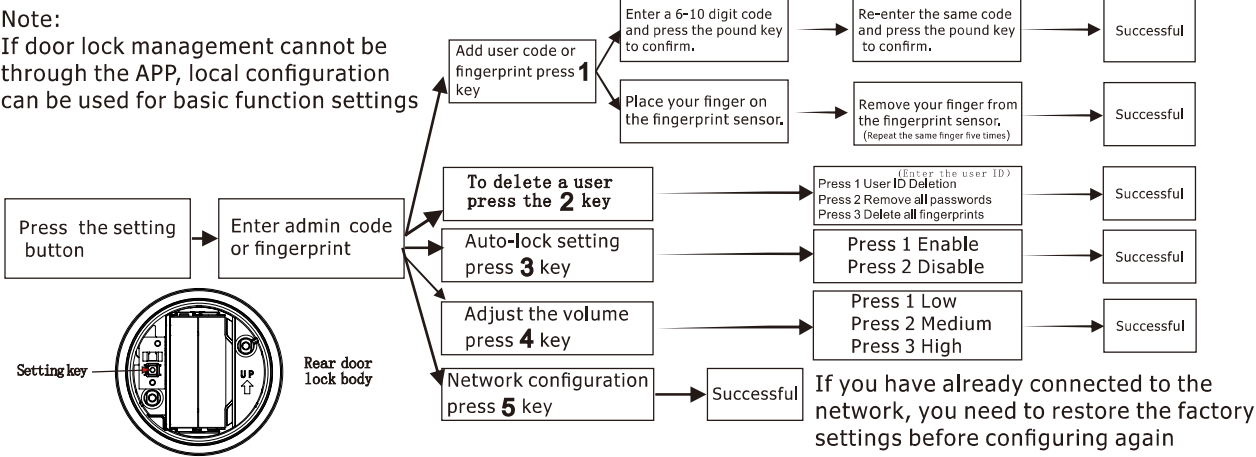 Note:
If door lock management cannot be
through the APP, local configuration
can be used for basic function settings
Press the setting
button
Enter admin code
or fingerprint
Add user code or
fingerprint press 1
key
Enter a 6-10 digit code
and press the pound key
to confirm.
Re-enter the same code
and press the pound key
to confirm.
Successful
Place your finger on
the fingerprint sensor.
Remove your finger from
the fingerprint sensor.
(Repeat the same finger five times)
Successful
To delete a user
press the 2 key
(Enter the user ID)
Press 1 User ID Deletion
Press 2 Remove all passwords
Press 3 Delete all fingerprints
Successful
Auto-lock setting
press 3 key
Press 1 Enable
Press 2 Disable
Successful
Adjust the volume
press 4 key
Press 1 Low
Press 2 Medium
Press 3 High
Successful
Network configuration
press 5 key
Successful
If you have already connected to the
network, you need to restore the factory
settings before configuring again
Setting key
UP
Rear door
lock body